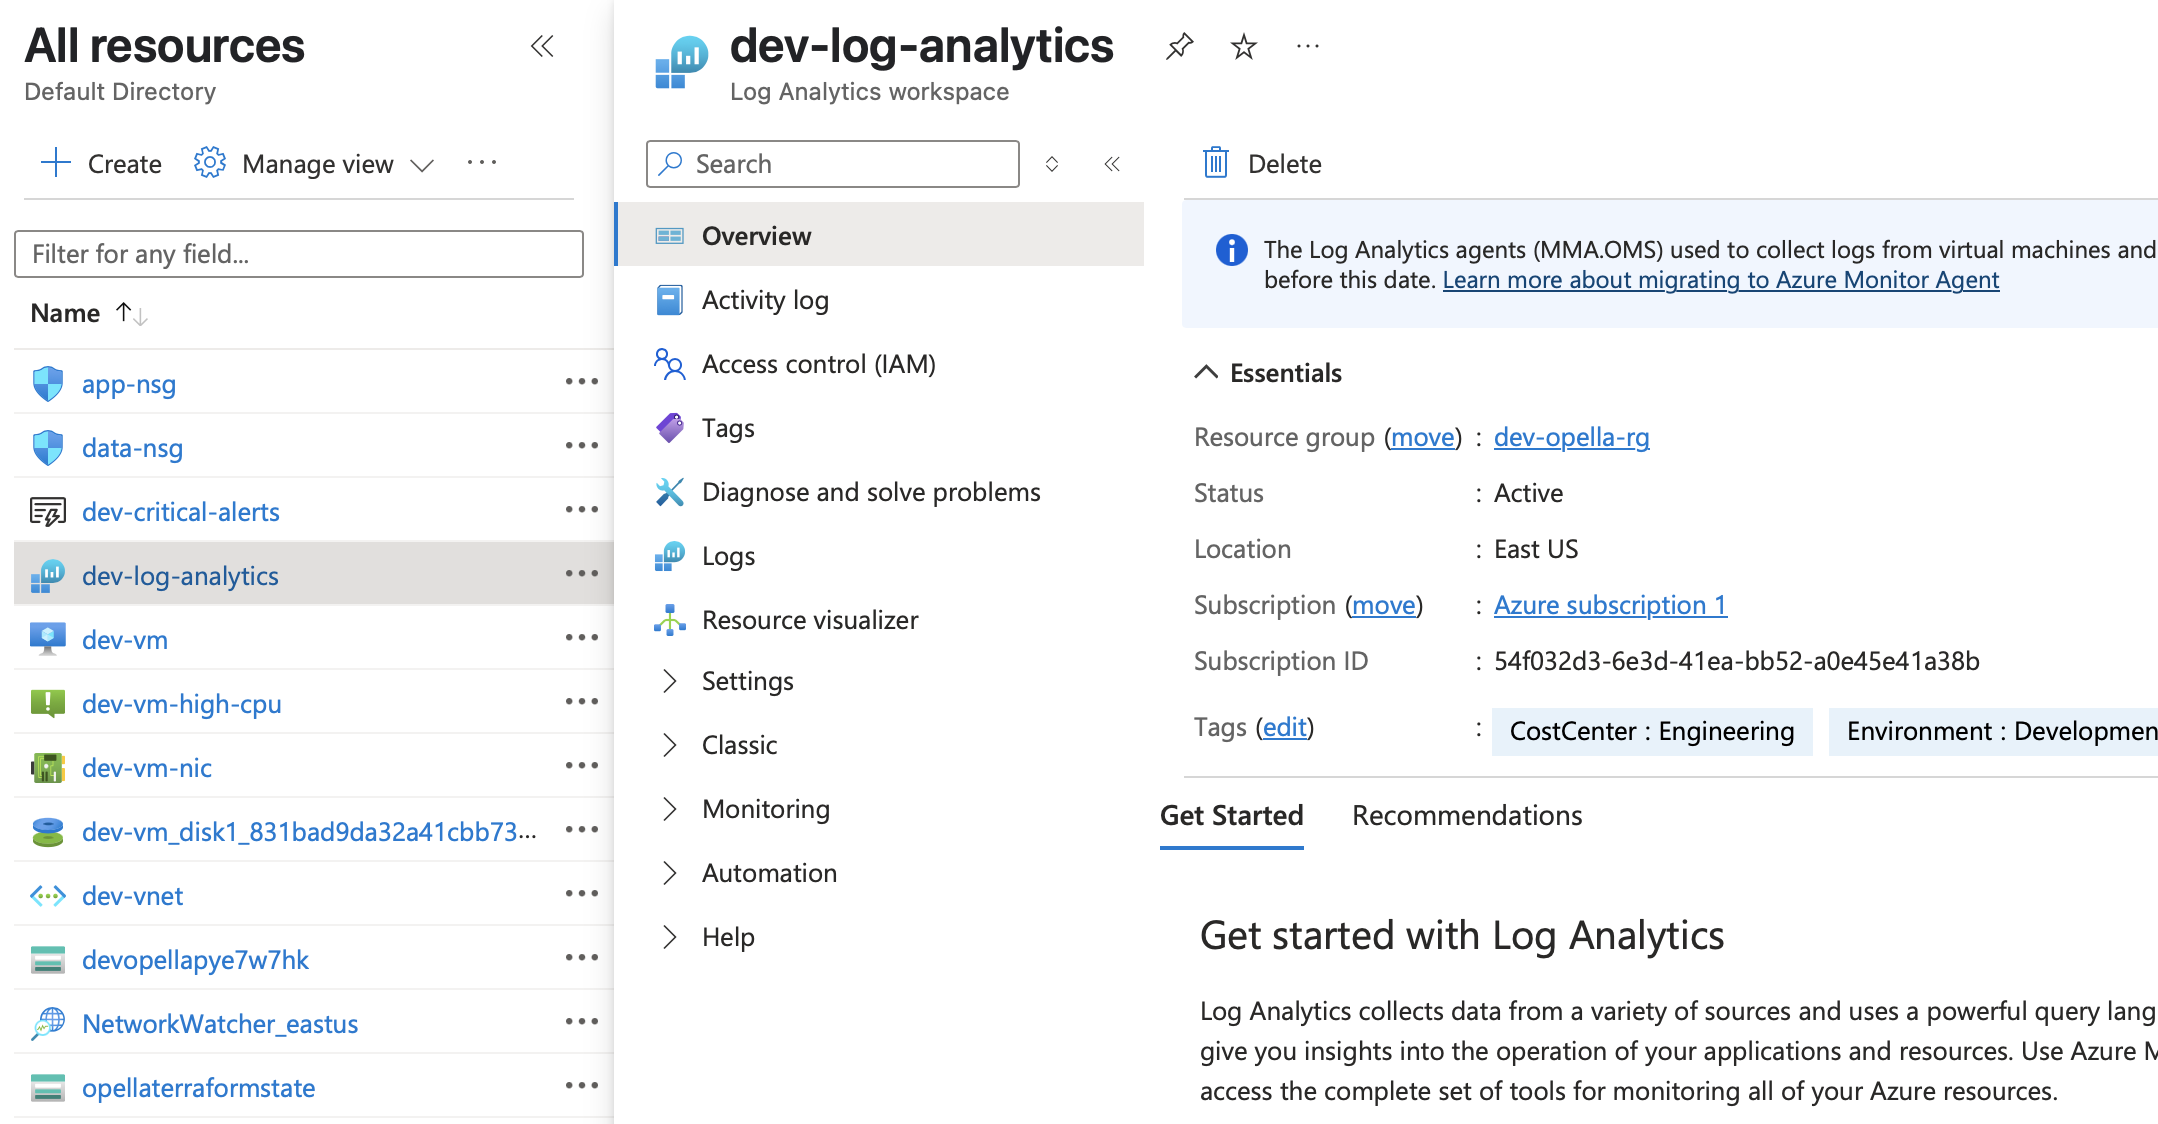 All resources
Default Directory
Create
Manage view
Filter for any field...
Name
app-nsg
data-nsg
dev-critical-alerts
dev-log-analytics
dev-vm
dev-vm-high-cpu
dev-vm-nic
dev-vm_disk1_831bad9da32a41cbb73...
dev-vnet
devopellapye7w7hk
NetworkWatcher_eastus
opellaterraformstate
dev-log-analytics
Log Analytics workspace
Search
Overview
Activity log
Access control (IAM)
Tags
Diagnose and solve problems
Logs
Resource visualizer
Settings
Classic
Monitoring
Automation
Help
Delete
The Log Analytics agents (MMA.OMS) used to collect logs from virtual machines and
before this date. Learn more about migrating to Azure Monitor Agent
Essentials
Resource group (move) : dev-opella-rg
Status : Active
Location : East US
Subscription (move) : Azure subscription 1
Subscription ID : 54f032d3-6e3d-41ea-bb52-a0e45e41a38b
Tags (edit) : CostCenter : Engineering Environment : Developmen
Get Started Recommendations
Get started with Log Analytics
Log Analytics collects data from a variety of sources and uses a powerful query lang
give you insights into the operation of your applications and resources. Use Azure M
access the complete set of tools for monitoring all of your Azure resources.